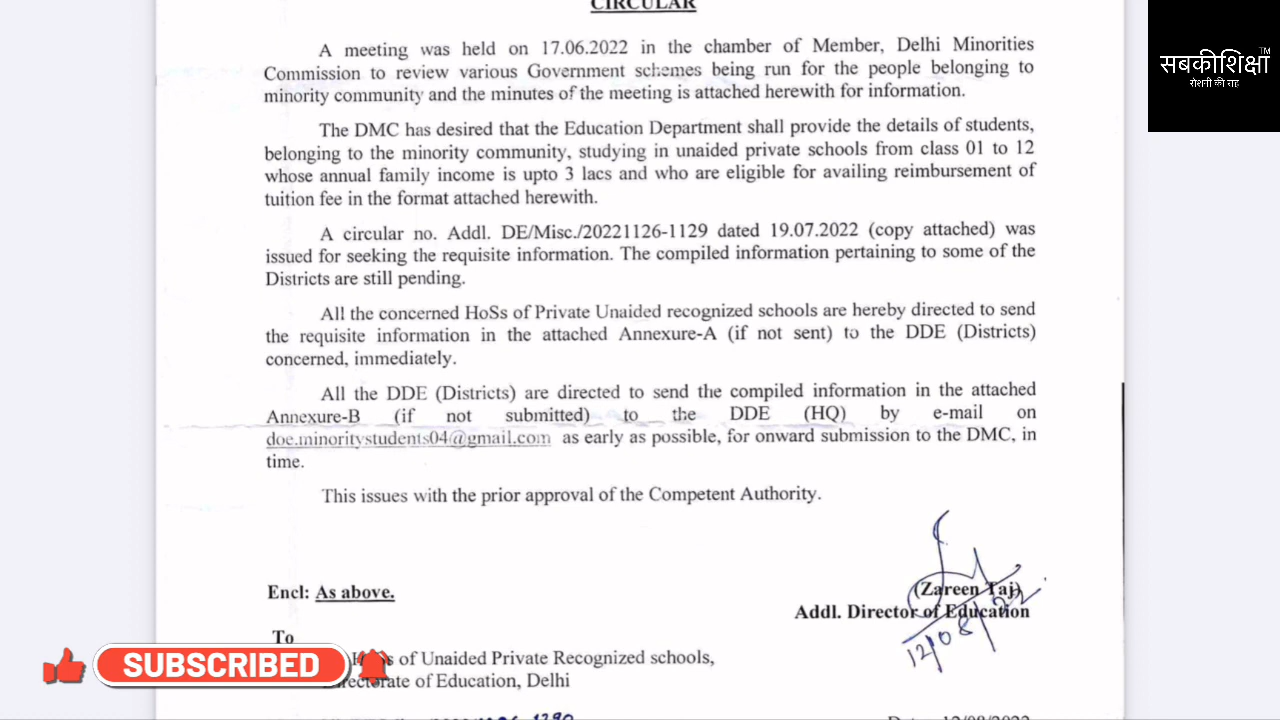 CIRCULAR
सबकीशिक्षा TM
रोशनी की राह
A meeting was held on 17.06.2022 in the chamber of Member, Delhi Minorities
Commission to review various Government schemes being run for the people belonging to
minority community and the minutes of the meeting is attached herewith for information.
The DMC has desired that the Education Department shall provide the details of students,
belonging to the minority community, studying in unaided private schools from class 01 to 12
whose annual family income is upto 3 lacs and who are eligible for availing reimbursement of
tuition fee in the format attached herewith.
A circular no. Addl. DE/Misc./20221126-1129 dated 19.07.2022 (copy attached) was
issued for seeking the requisite information. The compiled information pertaining to some of the
Districts are still pending.
All the concerned HoSs of Private Unaided recognized schools are hereby directed to send
the requisite information in the attached Annexure-A (if not sent) to the DDE (Districts)
concerned, immediately.
All the DDE (Districts) are directed to send the compiled information in the attached
Annexure-B (if not submitted) to the DDE (HQ) by e-mail on
doe.minoritystudents04@gmail.com as early as possible, for onward submission to the DMC, in
time.
This issues with the prior approval of the Competent Authority.
(Zareen Taj)
Encl: As above.
Addl. Director of Education
12/08/22
To
SUBSCRIBED
of Unaided Private Recognized schools,
Directorate of Education, Delhi